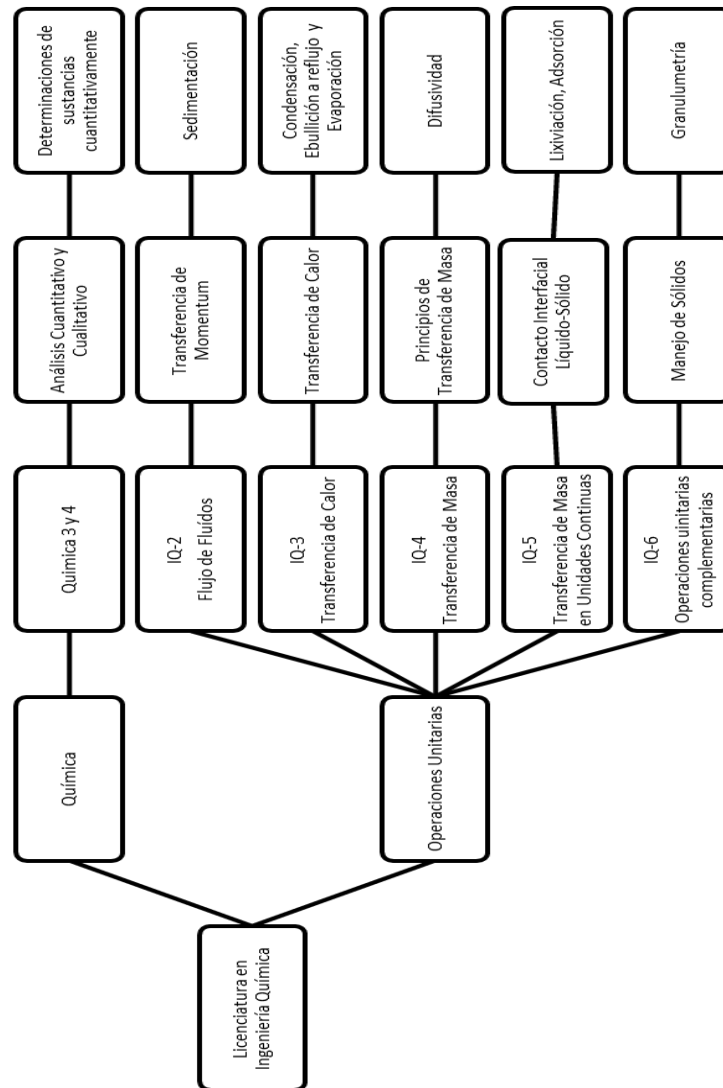 Licenciatura en
Ingeniería Química
Química
Quimica 3 y 4
Análisis Cuantitativo y
Cualitativo
Determinaciones de
sustancias
cuantitativamente
Operaciones Unitarias
IQ-2
Flujo de Fluídos
Transferencia de
Momentum
Sedimentación
IQ-3
Transferencia de Calor
Transferencia de Calor
Condensación,
Ebullición a reflujo y
Evaporación
IQ-4
Transferencia de Masa
Principios de
Transferencia de Masa
Difusividad
IQ-5
Transferencia de Masa
en Unidades Continuas
Contacto Interfacial
Líquido-Sólido
Lixiviación, Adsorción
IQ-6
Operaciones uinitarias
complementarias
Manejo de Sólidos
Granulumetría